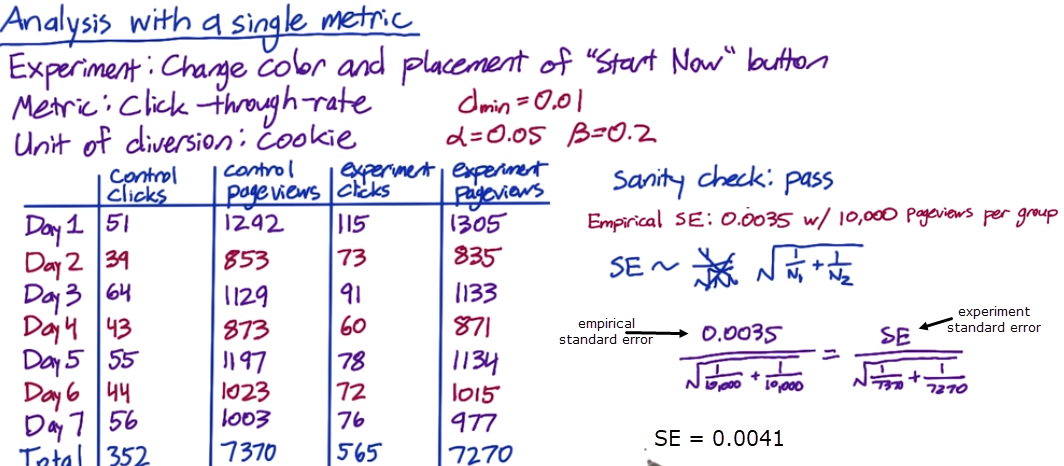 Analysis with a single metric
Experiment: Change color and placement of "Start Now" button
Metric: Click-through-rate
dmin = 0.01
Unit of diversion: cookie
α=0.05 β=0.2
Control clicks | control pageviews | experiment clicks | experiment pageviews
Day 1 51 1292 115 1305
Day 2 39 853 73 835
Day 3 64 1129 91 1133
Day 4 43 873 60 871
Day 5 55 1197 78 1134
Day 6 44 1023 72 1015
Day 7 56 1003 76 977
Total 352 7370 565 7270
Sanity check: pass
Empirical SE: 0.0035 w/ 10,000 pageviews per group
SE ~ √(1/N₁ + 1/N₂)
empirical
standard error
experiment
standard error
0.0035 / √(1/10,000 + 1/10,000) = SE / √(1/7370 + 1/7270)
SE = 0.0041